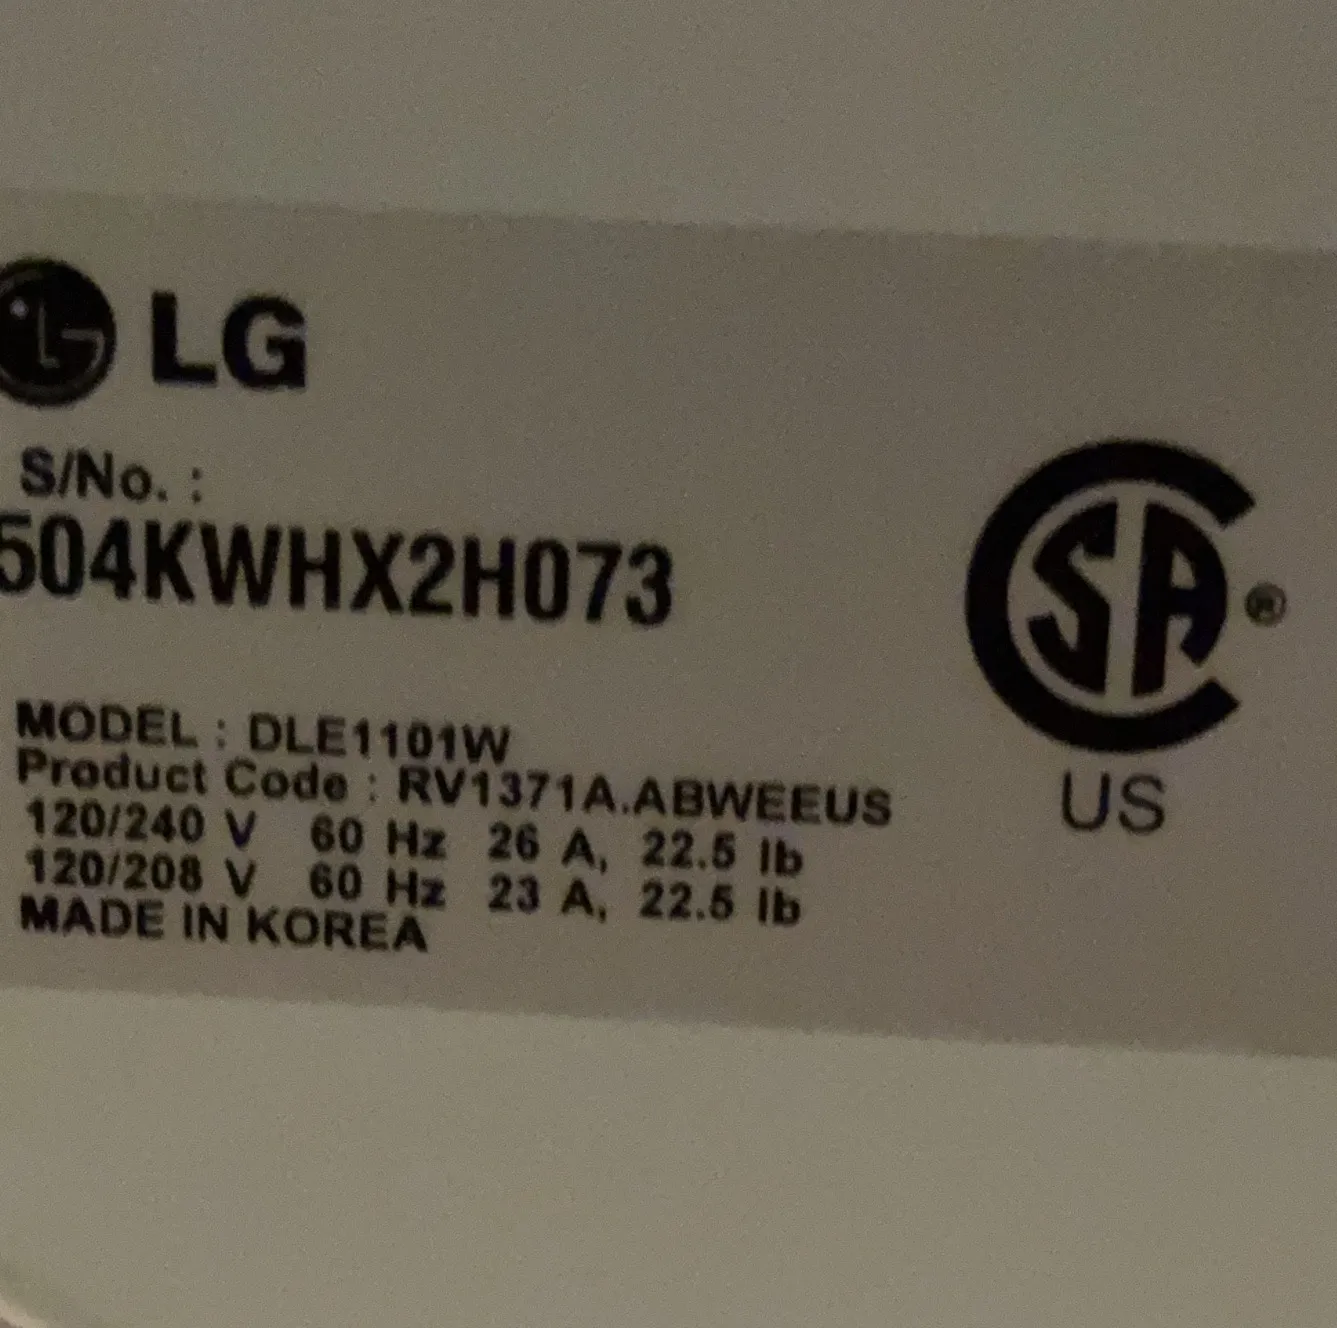 LG
S/No. :
504KWHX2H073
MODEL : DLE1101W
Product Code : RV1371A.ABWEEUS
120/240 V 60 Hz 26 A, 22.5 lb
120/208 V 60 Hz 23 A, 22.5 lb
MADE IN KOREA
CSA ®
US